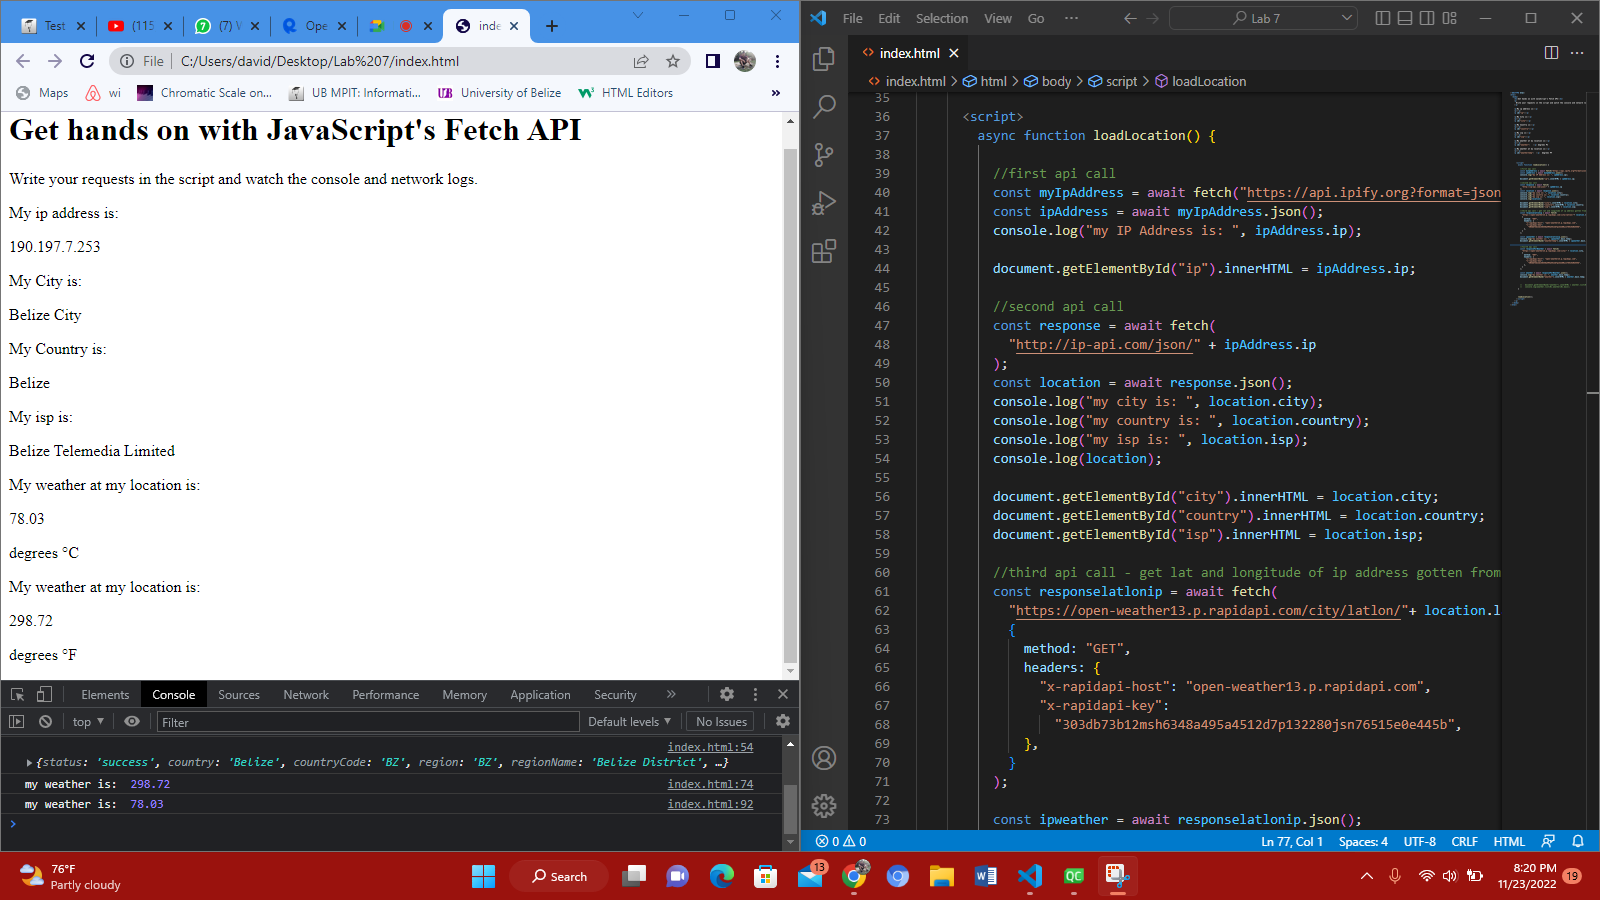 Test
(115
(7) V
Ope
inde
File
C:/Users/david/Desktop/Lab%207/index.html
Maps
wi
Chromatic Scale on...
UB MPIT: Informati...
University of Belize
HTML Editors
»
Get hands on with JavaScript's Fetch API
Write your requests in the script and watch the console and network logs.
My ip address is:
190.197.7.253
My City is:
Belize City
My Country is:
Belize
My isp is:
Belize Telemedia Limited
My weather at my location is:
78.03
degrees °C
My weather at my location is:
298.72
degrees °F
Elements Console Sources Network Performance Memory Application Security »
top Filter Default levels No Issues
index.html:54
{status: 'success', country: 'Belize', countryCode: 'BZ', region: 'BZ', regionName: 'Belize District', …}
my weather is: 298.72 index.html:74
my weather is: 78.03 index.html:92
File Edit Selection View Go ··· Lab 7
index.html
index.html > html > body > script > loadLocation
35
36 <script>
37 async function loadLocation() {
38
39 //first api call
40 const myIpAddress = await fetch("https://api.ipify.org?format=json
41 const ipAddress = await myIpAddress.json();
42 console.log("my IP Address is: ", ipAddress.ip);
43
44 document.getElementById("ip").innerHTML = ipAddress.ip;
45
46 //second api call
47 const response = await fetch(
48 "http://ip-api.com/json/" + ipAddress.ip
49 );
50 const location = await response.json();
51 console.log("my city is: ", location.city);
52 console.log("my country is: ", location.country);
53 console.log("my isp is: ", location.isp);
54 console.log(location);
55
56 document.getElementById("city").innerHTML = location.city;
57 document.getElementById("country").innerHTML = location.country;
58 document.getElementById("isp").innerHTML = location.isp;
59
60 //third api call - get lat and longitude of ip address gotten from
61 const responselatlonip = await fetch(
62 "https://open-weather13.p.rapidapi.com/city/latlon/"+ location.l
63 {
64 method: "GET",
65 headers: {
66 "x-rapidapi-host": "open-weather13.p.rapidapi.com",
67 "x-rapidapi-key":
68 "303db73b12msh6348a495a4512d7p132280jsn76515e0e445b",
69 },
70 }
71 );
72
73 const ipweather = await responselatlonip.json();
0 0 Ln 77, Col 1 Spaces: 4 UTF-8 CRLF HTML
76°F
Partly cloudy
Search
13
QC
8:20 PM
11/23/2022
19